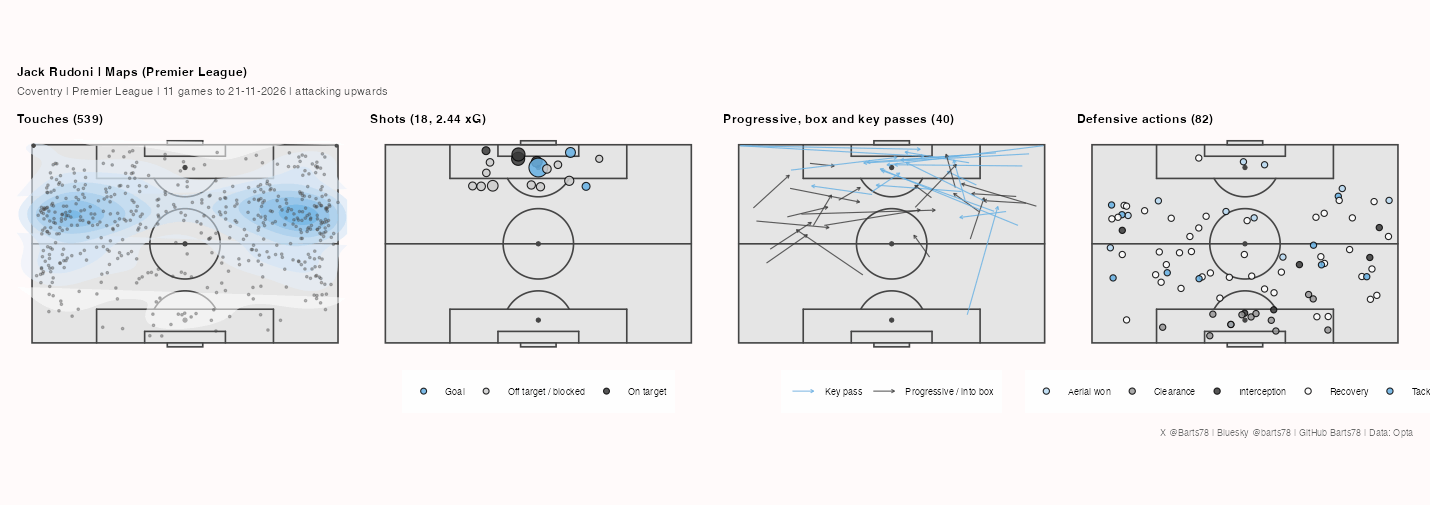 Jack Rudoni | Maps (Premier League)
Coventry | Premier League | 11 games to 21-11-2026 | attacking upwards
Touches (539)
Shots (18, 2.44 xG)
Progressive, box and key passes (40)
Defensive actions (82)
Goal
Off target / blocked
On target
Key pass
Progressive / into box
Aerial won
Clearance
Interception
Recovery
Tack
X @Barts78 | Bluesky @barts78 | GitHub Barts78 | Data: Opta